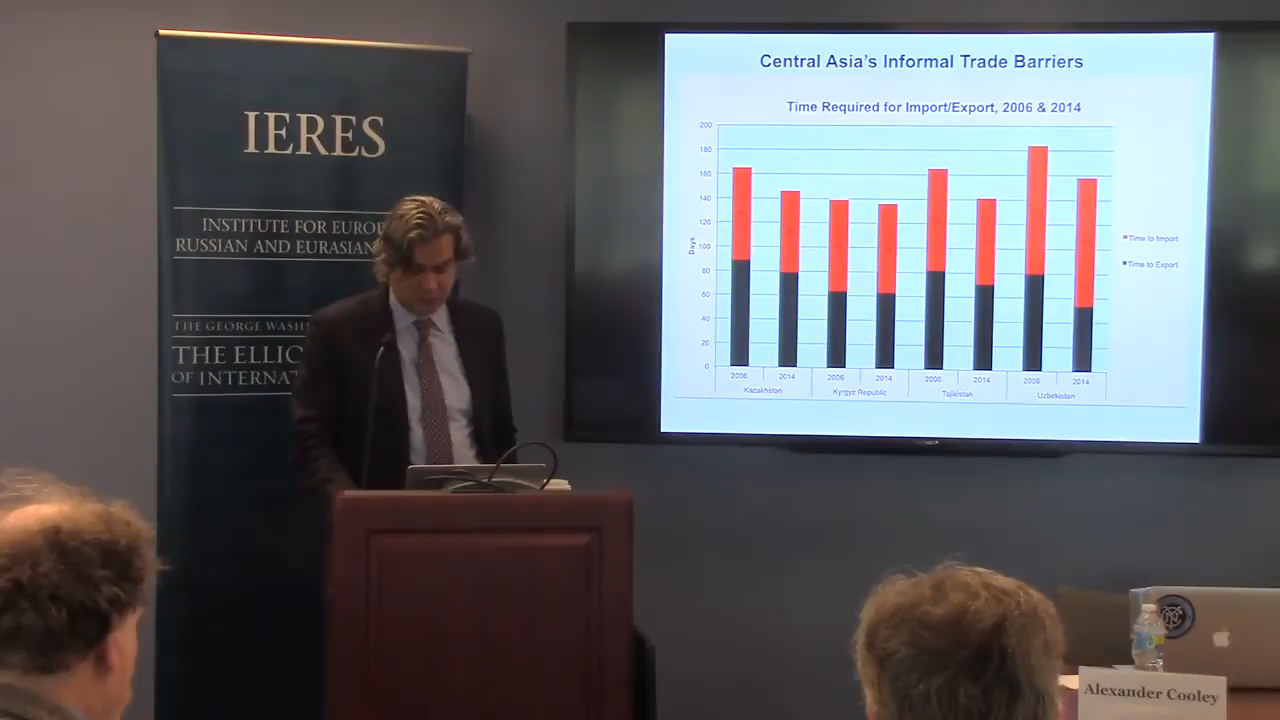 IERES
INSTITUTE FOR EUROP
RUSSIAN AND EURASIAN
THE GEORGE WASH
THE ELLIO
OF INTERNAT
Central Asia's Informal Trade Barriers
Time Required for Import/Export, 2006 & 2014
200
180
160
140
120
100
80
60
40
20
0
Days
Time to Import
Time to Export
2006 2014 2006 2014 2006 2014 2006 2014
Kazakhstan Kyrgyz Republic Tajikistan Uzbekistan
NYC
Alexander Cooley